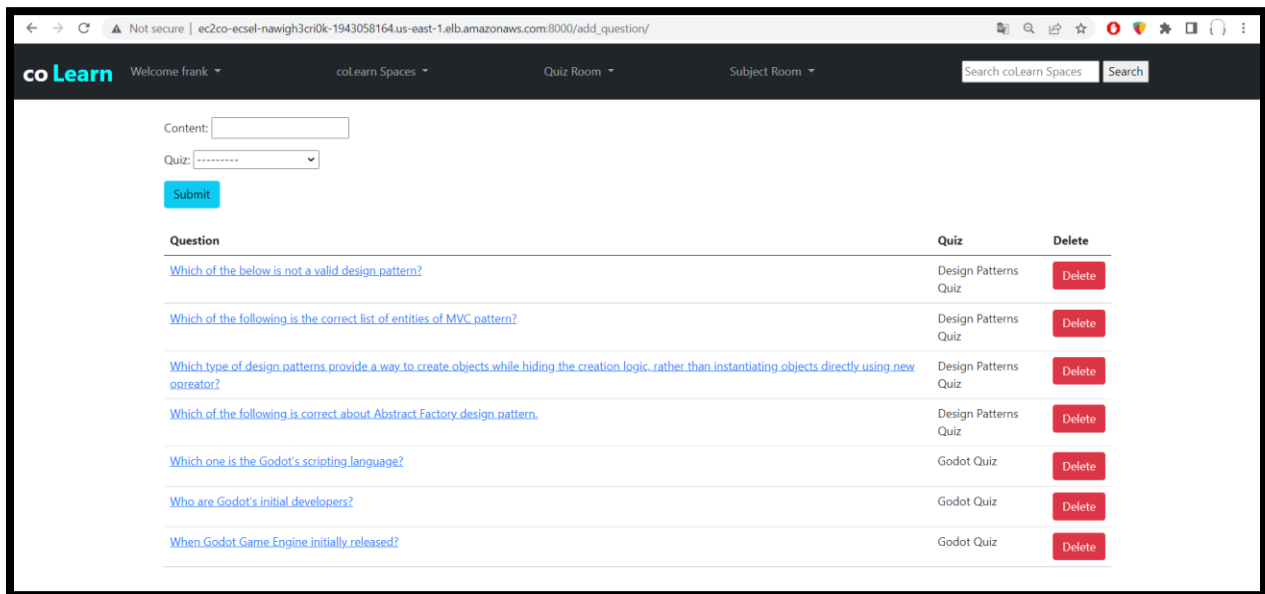 Not secure | ec2co-ecsel-nawigh3cri0k-1943058164.us-east-1.elb.amazonaws.com:8000/add_question/
co Learn Welcome frank coLearn Spaces Quiz Room Subject Room Search coLearn Spaces Search
Content:
Quiz: ---------
Submit
Question Quiz Delete
Which of the below is not a valid design pattern? Design Patterns Delete
Quiz
Which of the following is the correct list of entities of MVC pattern? Design Patterns Delete
Quiz
Which type of design patterns provide a way to create objects while hiding the creation logic, rather than instantiating objects directly using new Design Patterns Delete
opreator? Quiz
Which of the following is correct about Abstract Factory design pattern. Design Patterns Delete
Quiz
Which one is the Godot's scripting language? Godot Quiz Delete
Who are Godot's initial developers? Godot Quiz Delete
When Godot Game Engine initially released? Godot Quiz Delete